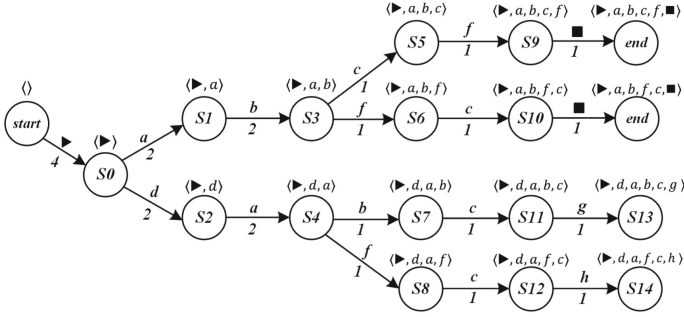 ⟨▶, a, b, c⟩ ⟨▶, a, b, c, f⟩ ⟨▶, a, b, c, f, ■⟩
S5 f 1 S9 ■ 1 end
c 1
⟨⟩ ⟨▶, a⟩ ⟨▶, a, b⟩ ⟨▶, a, b, f⟩ ⟨▶, a, b, f, c⟩ ⟨▶, a, b, f, c, ■⟩
start ▶ 4 ⟨▶⟩ S0 a 2 S1 b 2 S3 f 1 S6 c 1 S10 ■ 1 end
d 2
⟨▶, d⟩ ⟨▶, d, a⟩ ⟨▶, d, a, b⟩ ⟨▶, d, a, b, c⟩ ⟨▶, d, a, b, c, g⟩
S2 a 2 S4 b 1 S7 c 1 S11 g 1 S13
f 1
⟨▶, d, a, f⟩ ⟨▶, d, a, f, c⟩ ⟨▶, d, a, f, c, h⟩
S8 c 1 S12 h 1 S14